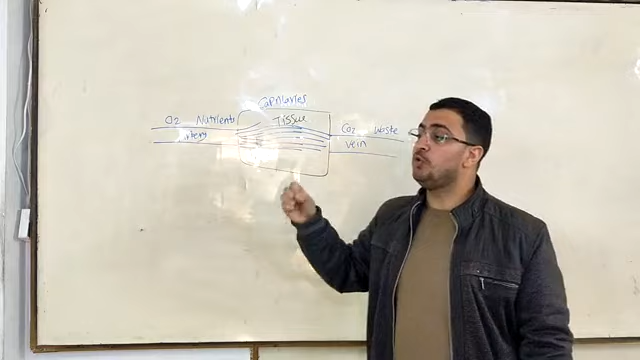 Capillaries
O2 Nutrients Tissue CO2 waste
Artery vein